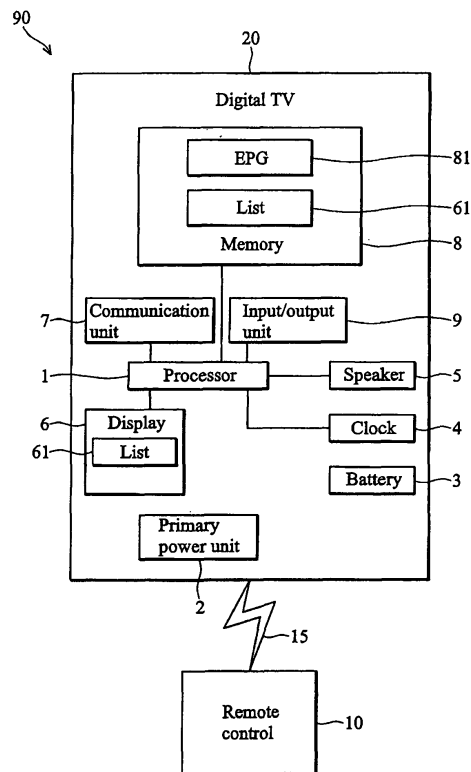 90
20
Digital TV
EPG
81
List
61
Memory
8
Communication
unit
7
Input/output
unit
9
1
Processor
Speaker
5
6
Display
61
List
Clock
4
Battery
3
Primary
power unit
2
15
Remote
control
10